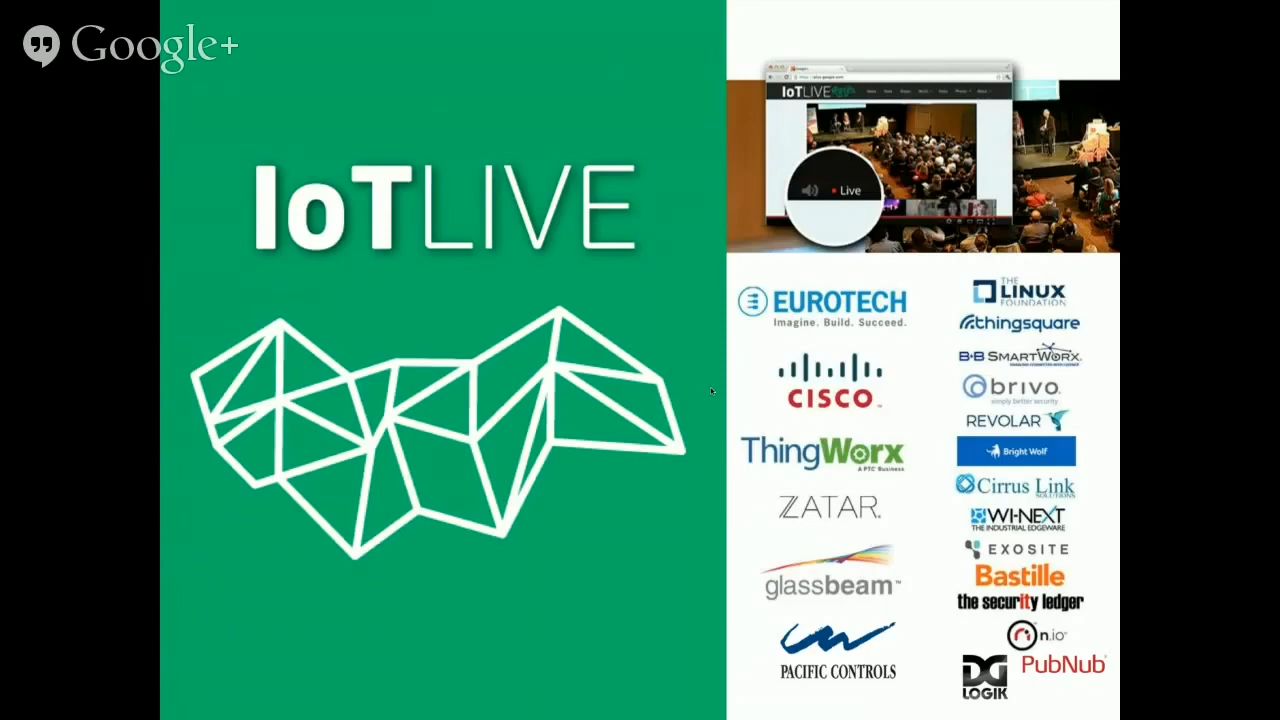 Google+
IoTLIVE
IoTLIVE
Live
EUROTECH
Imagine. Build. Succeed.
CISCO
ThingWorx
A PTC Business
ZATAR.
glassbeam™
PACIFIC CONTROLS
THE
LINUX
FOUNDATION
thingsquare
B+B SMARTWORX
brivo
simply better security
REVOLAR
Bright Wolf
Cirrus Link
SOLUTIONS
WI-NEXT
THE INDUSTRIAL EDGEWARE
EXOSITE
Bastille
the security ledger
n.io
PubNub
DG
LOGIK